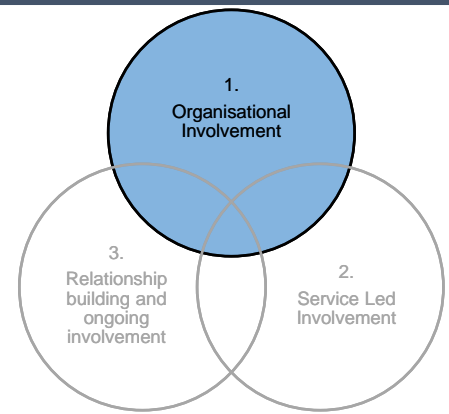 1.
Organisational
Involvement
3.
Relationship
building and
ongoing
involvement
2.
Service Led
Involvement